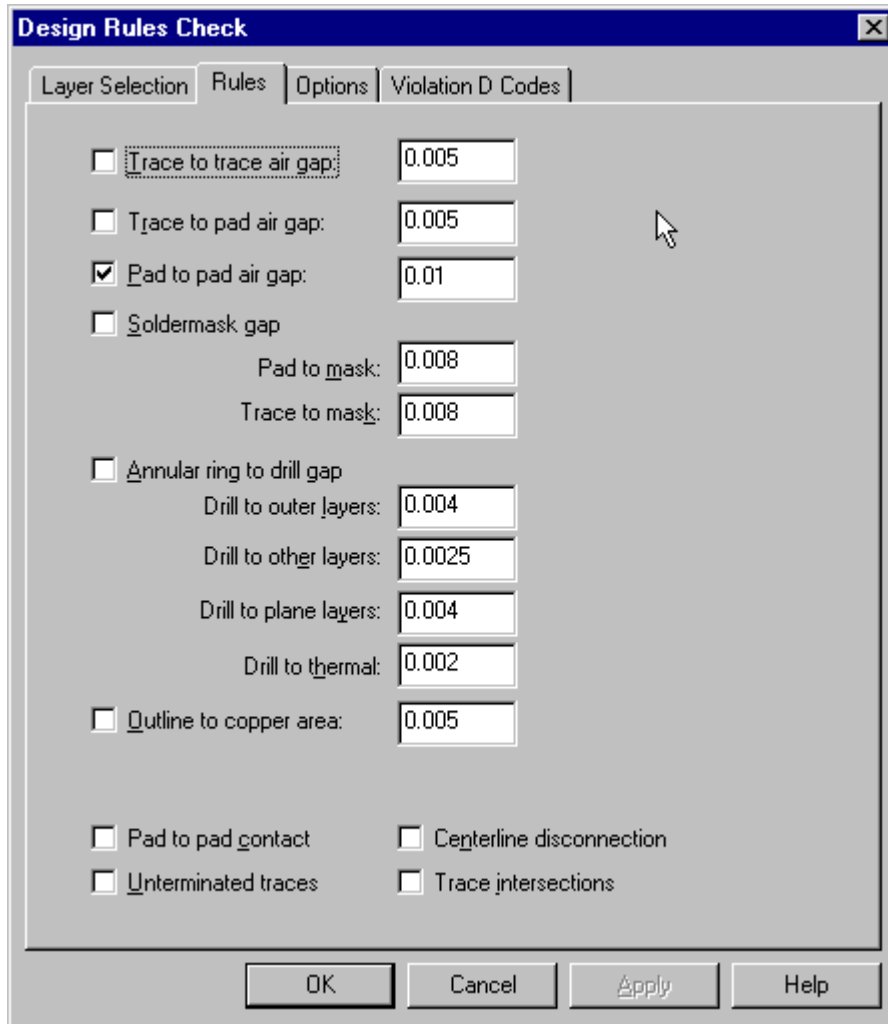 Design Rules Check
Layer Selection Rules Options Violation D Codes
Trace to trace air gap: 0.005
Trace to pad air gap: 0.005
Pad to pad air gap: 0.01
Soldermask gap
Pad to mask: 0.008
Trace to mask: 0.008
Annular ring to drill gap
Drill to outer layers: 0.004
Drill to other layers: 0.0025
Drill to plane layers: 0.004
Drill to thermal: 0.002
Outline to copper area: 0.005
Pad to pad contact Centerline disconnection
Unterminated traces Trace intersections
OK Cancel Apply Help